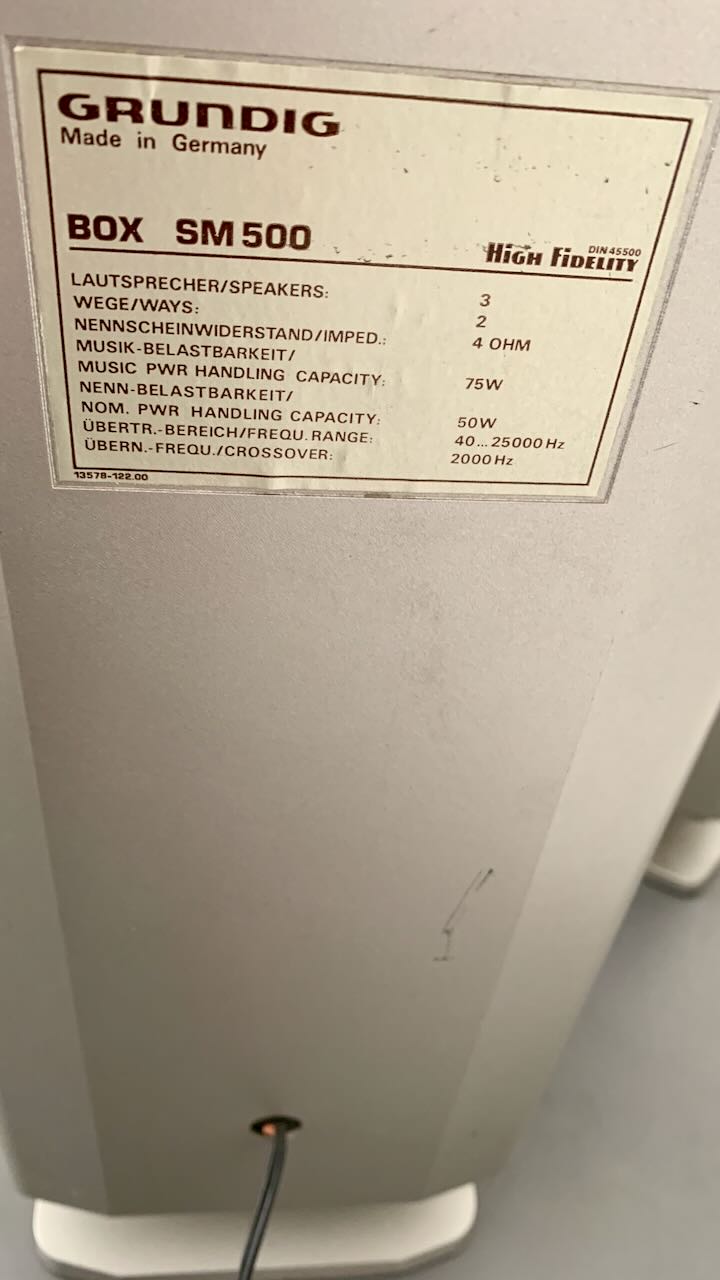 GRUNDIG
Made in Germany
BOX SM 500
DIN 45500
HIGH FIDELITY
LAUTSPRECHER/SPEAKERS: 3
WEGE/WAYS: 2
NENNSCHEINWIDERSTAND/IMPED.: 4 OHM
MUSIK-BELASTBARKEIT/
MUSIC PWR HANDLING CAPACITY: 75W
NENN-BELASTBARKEIT/
NOM. PWR HANDLING CAPACITY: 50W
ÜBERTR.-BEREICH/FREQU. RANGE: 40...25000 Hz
ÜBERN.-FREQU./CROSSOVER: 2000 Hz
13578-122.00